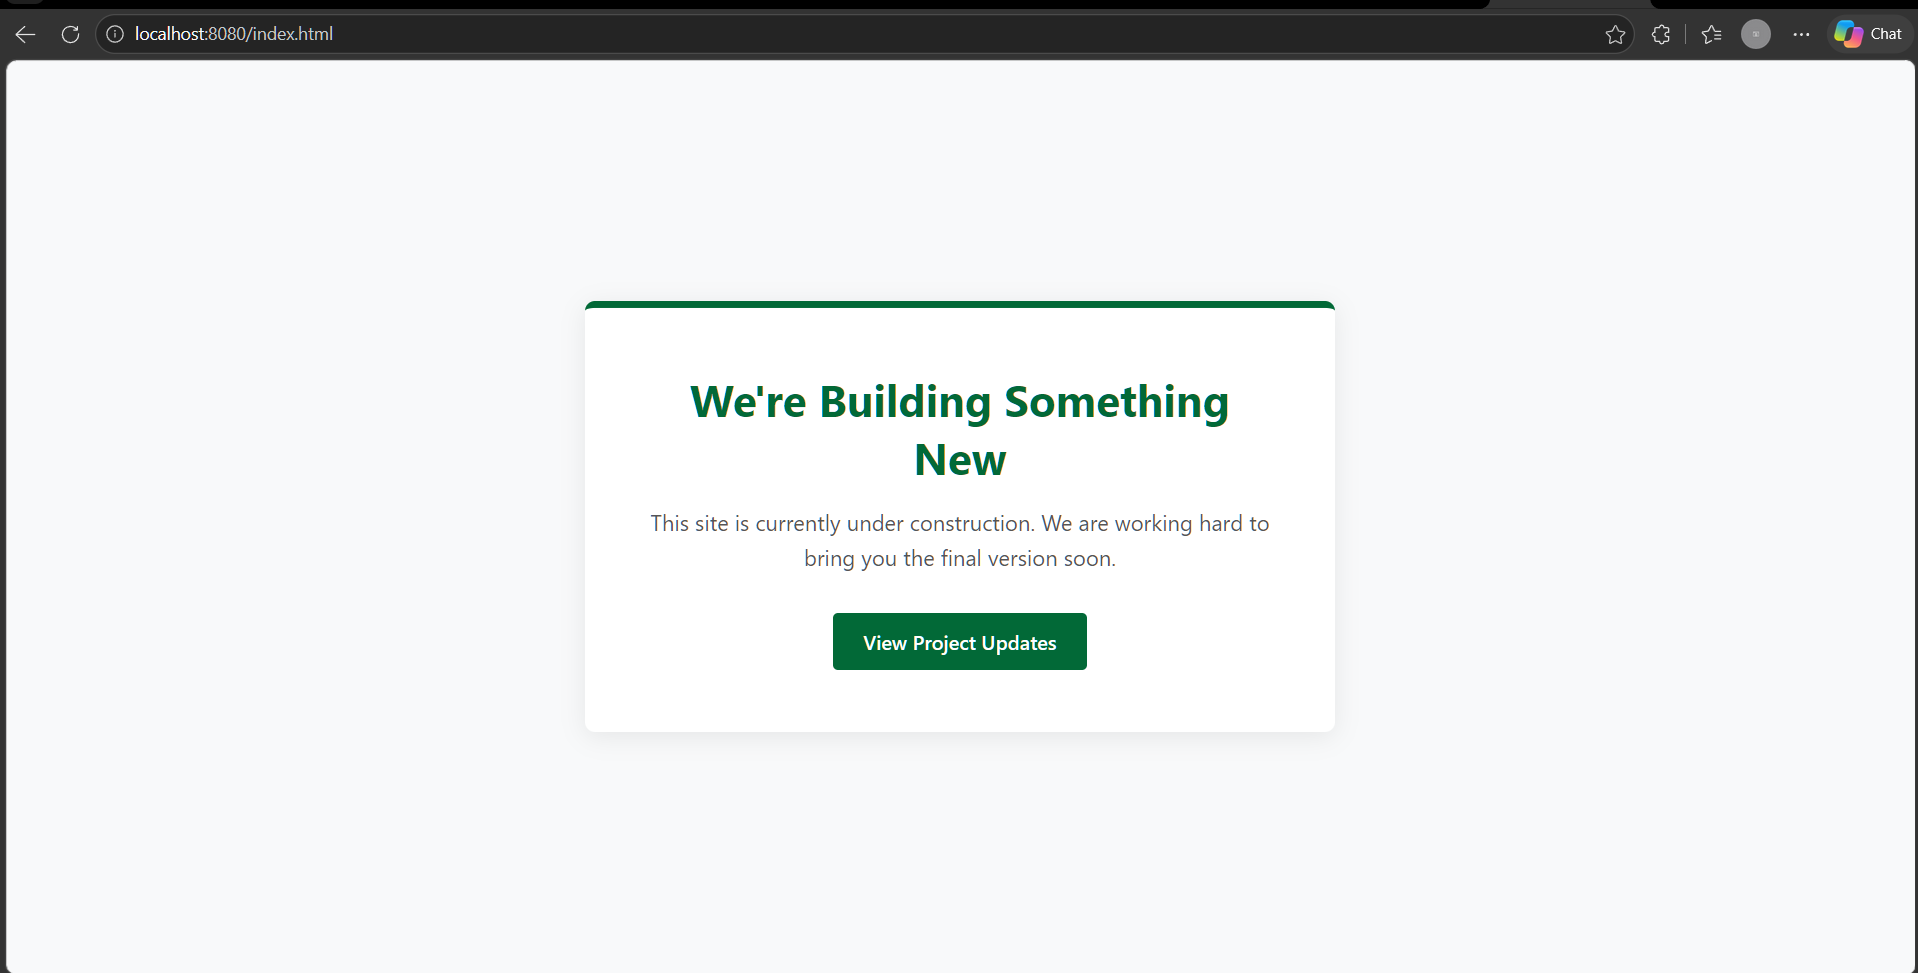 localhost:8080/index.html
Chat
We're Building Something
New
This site is currently under construction. We are working hard to
bring you the final version soon.
View Project Updates